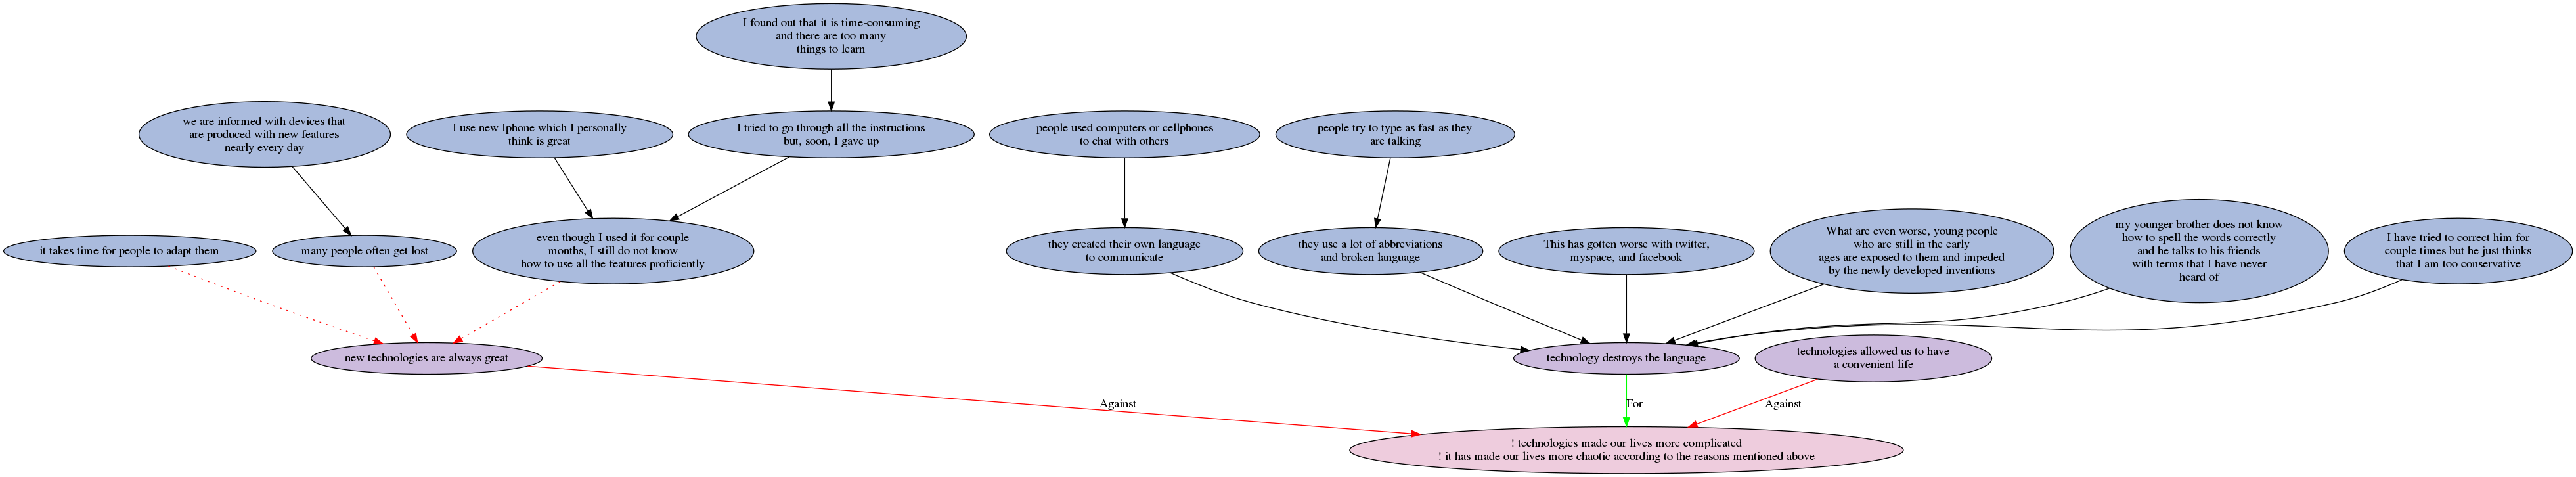 I found out that it is time-consuming
and there are too many
things to learn
we are informed with devices that
are produced with new features
nearly every day
I use new Iphone which I personally
think is great
I tried to go through all the instructions
but, soon, I gave up
people used computers or cellphones
to chat with others
people try to type as fast as they
are talking
it takes time for people to adapt them
many people often get lost
even though I used it for couple
months, I still do not know
how to use all the features proficiently
they created their own language
to communicate
they use a lot of abbreviations
and broken language
This has gotten worse with twitter,
myspace, and facebook
What are even worse, young people
who are still in the early
ages are exposed to them and impeded
by the newly developed inventions
my younger brother does not know
how to spell the words correctly
and he talks to his friends
with terms that I have never
heard of
I have tried to correct him for
couple times but he just thinks
that I am too conservative
new technologies are always great
technology destroys the language
technologies allowed us to have
a convenient life
Against
For
Against
! technologies made our lives more complicated
! it has made our lives more chaotic according to the reasons mentioned above